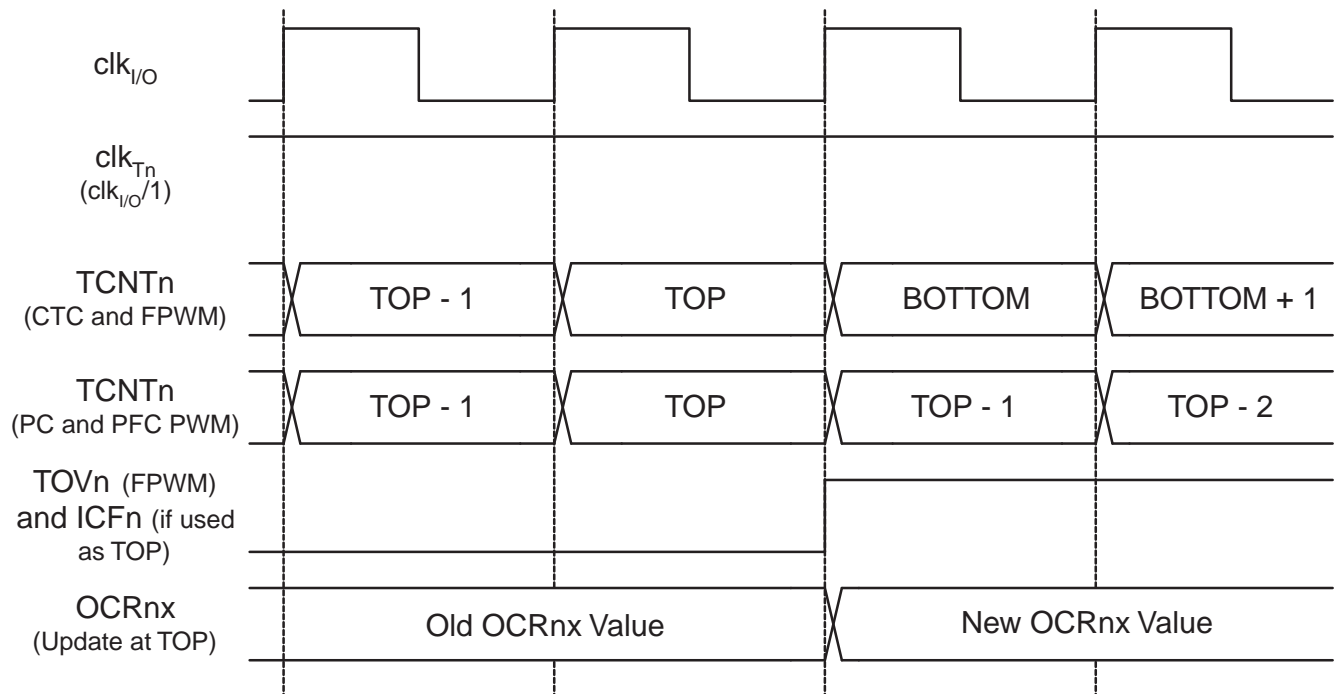 clkI/O
clkTn
(clkI/O/1)
TCNTn
(CTC and FPWM)
TOP - 1
TOP
BOTTOM
BOTTOM + 1
TCNTn
(PC and PFC PWM)
TOP - 1
TOP
TOP - 1
TOP - 2
TOVn (FPWM)
and ICFn (if used
as TOP)
OCRnx
(Update at TOP)
Old OCRnx Value
New OCRnx Value